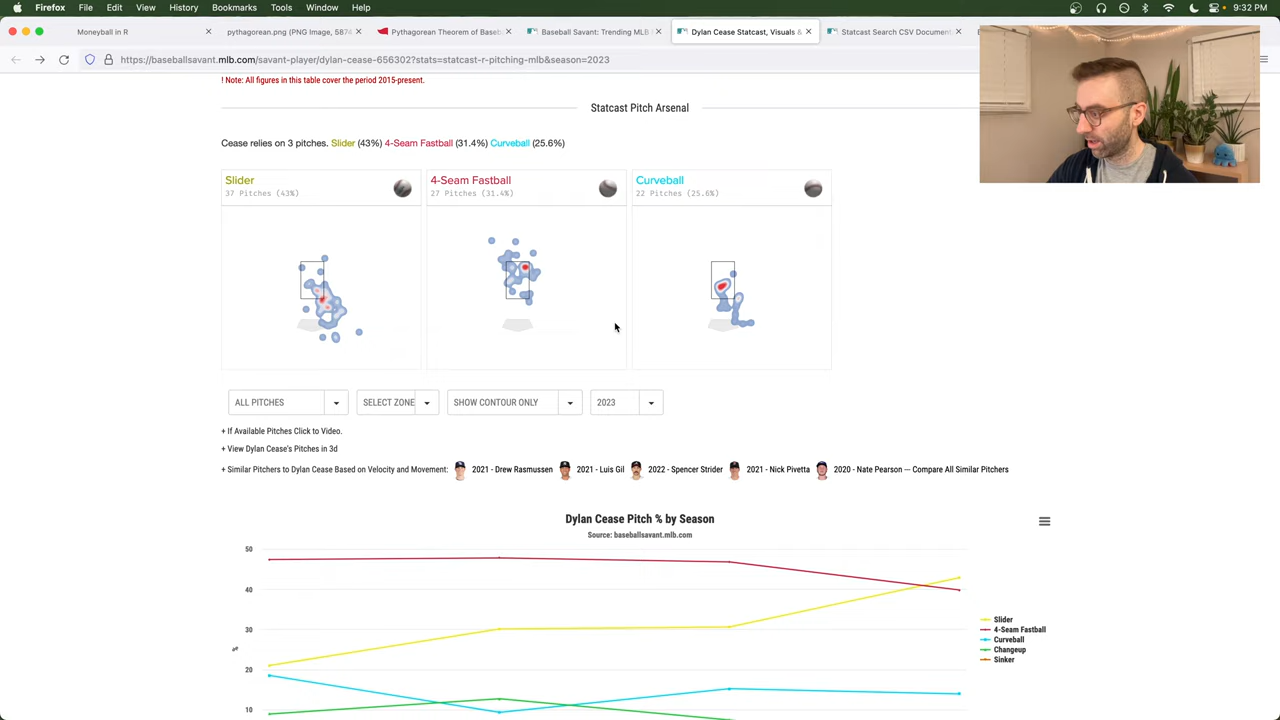 Firefox File Edit View History Bookmarks Tools Window Help
9:32 PM
Moneyball in R
pythagorean.png (PNG Image, 5874
Pythagorean Theorem of Baseb
Baseball Savant: Trending MLB
Dylan Cease Statcast, Visuals &
Statcast Search CSV Document
https://baseballsavant.mlb.com/savant-player/dylan-cease-656302?stats=statcast-r-pitching-mlb&season=2023
! Note: All figures in this table cover the period 2015-present.
Statcast Pitch Arsenal
Cease relies on 3 pitches. Slider (43%) 4-Seam Fastball (31.4%) Curveball (25.6%)
Slider
37 Pitches (43%)
4-Seam Fastball
27 Pitches (31.4%)
Curveball
22 Pitches (25.6%)
ALL PITCHES
SELECT ZONE
SHOW CONTOUR ONLY
2023
+ If Available Pitches Click to Video.
+ View Dylan Cease's Pitches in 3d
+ Similar Pitchers to Dylan Cease Based on Velocity and Movement: 2021 - Drew Rasmussen 2021 - Luis Gil 2022 - Spencer Strider 2021 - Nick Pivetta 2020 - Nate Pearson --- Compare All Similar Pitchers
Dylan Cease Pitch % by Season
Source: baseballsavant.mlb.com
50
40
30
%
20
10
Slider
4-Seam Fastball
Curveball
Changeup
Sinker